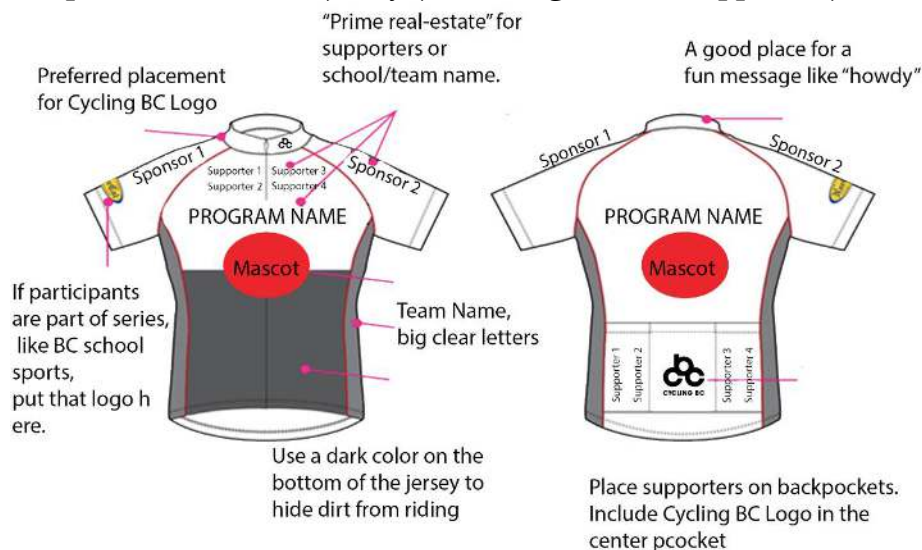 “Prime real-estate” for
supporters or
school/team name.
A good place for a
fun message like “howdy”
Preferred placement
for Cycling BC Logo
Sponsor 1
Supporter 1
Supporter 3
Supporter 2
Supporter 4
Sponsor 2
PROGRAM NAME
Mascot
Sponsor 1
Sponsor 2
PROGRAM NAME
Mascot
If participants
are part of series,
like BC school
sports,
put that logo h
ere.
Team Name,
big clear letters
Supporter 1
Supporter 2
CYCLING BC
Supporter 3
Supporter 4
Use a dark color on the
bottom of the jersey to
hide dirt from riding
Place supporters on backpockets.
Include Cycling BC Logo in the
center pcocket